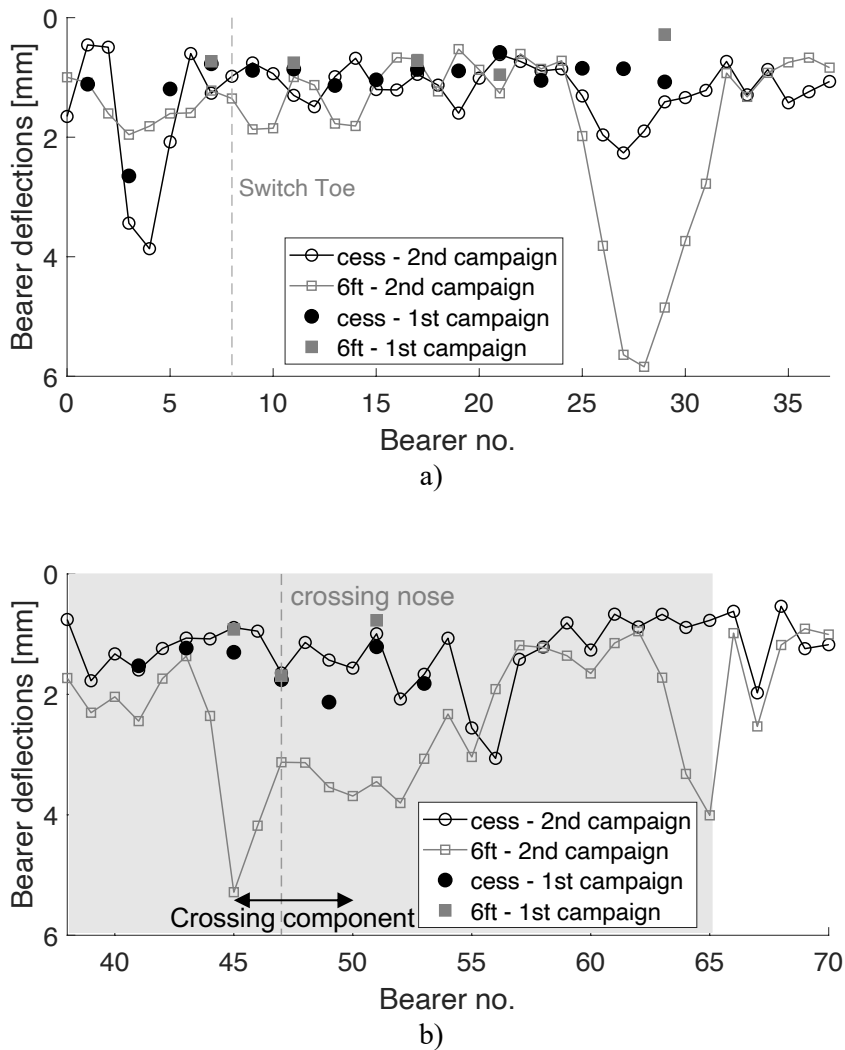 0
2
4
6
Bearer deflections [mm]
Switch Toe
cess - 2nd campaign
6ft - 2nd campaign
cess - 1st campaign
6ft - 1st campaign
0 5 10 15 20 25 30 35
Bearer no.
a)
0
2
4
6
Bearer deflections [mm]
crossing nose
cess - 2nd campaign
6ft - 2nd campaign
cess - 1st campaign
6ft - 1st campaign
Crossing component
40 45 50 55 60 65 70
Bearer no.
b)